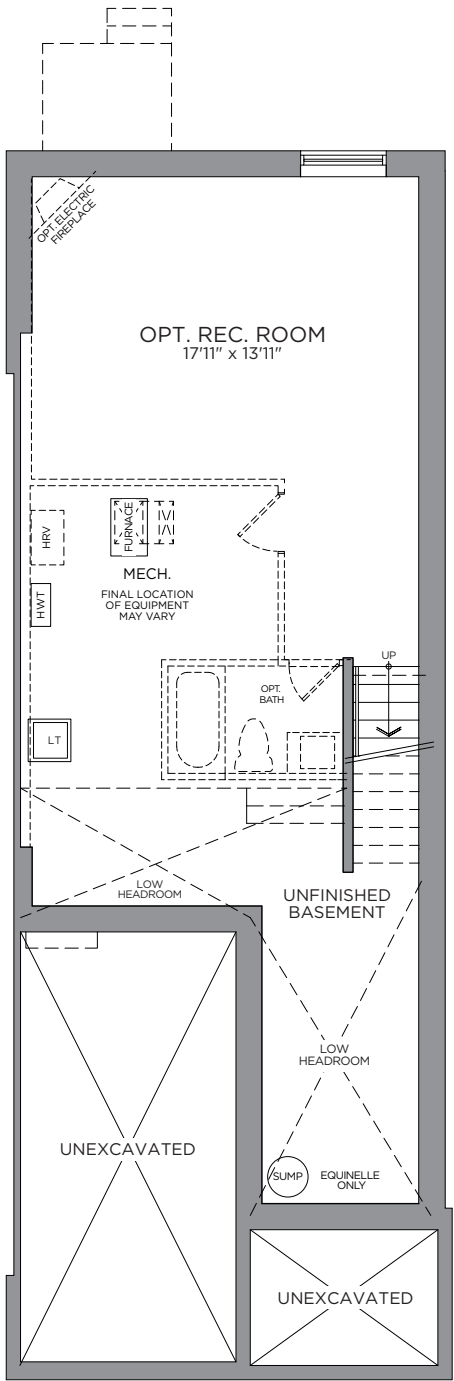 OPT. ELECTRIC
FIREPLACE
OPT. REC. ROOM
17'11" x 13'11"
HRV
FURNACE
MECH.
FINAL LOCATION
OF EQUIPMENT
MAY VARY
HWT
UP
OPT.
BATH
LT
LOW
HEADROOM
UNFINISHED
BASEMENT
LOW
HEADROOM
UNEXCAVATED
SUMP
EQUINELLE
ONLY
UNEXCAVATED